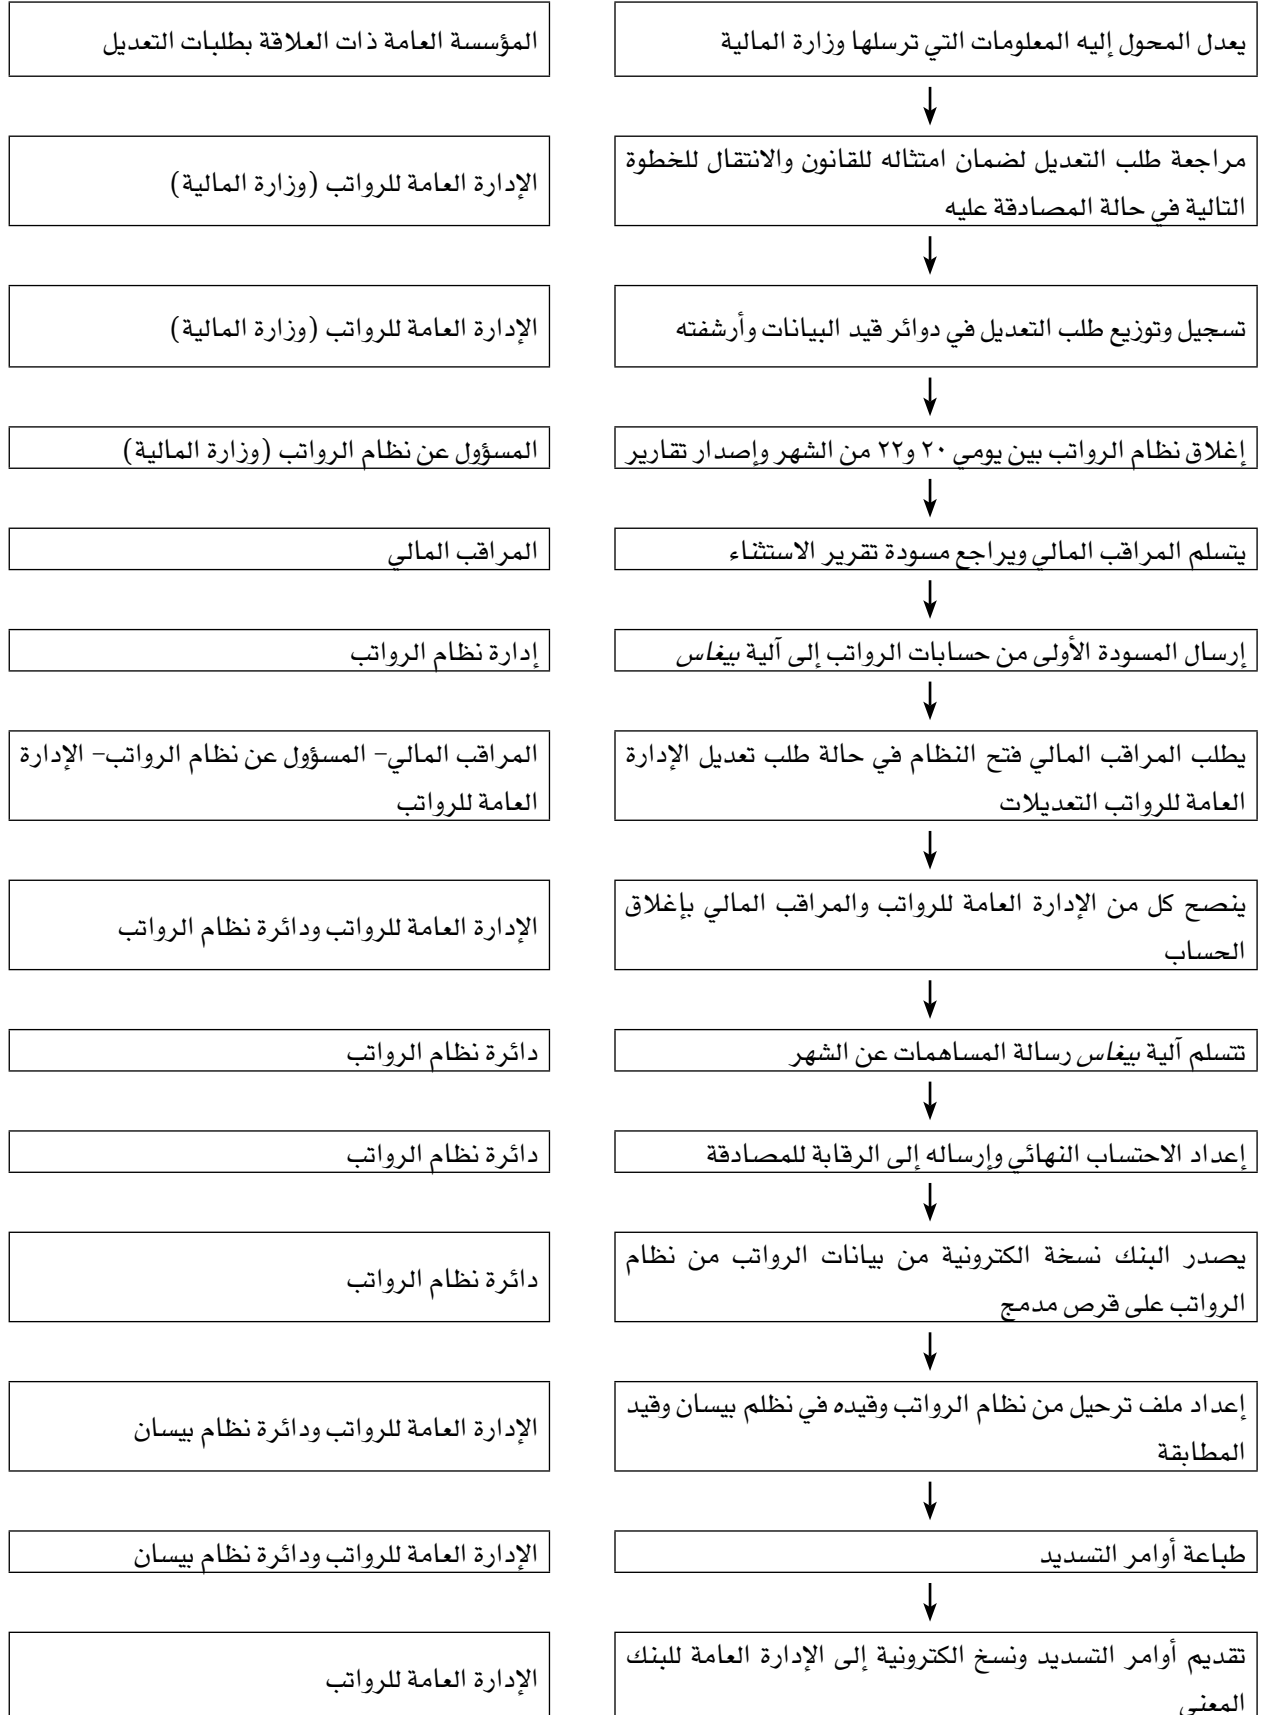 يعدل المحول إليه المعلومات التي ترسلها وزارة المالية
المؤسسة العامة ذات العلاقة بطلبات التعديل
مراجعة طلب التعديل لضمان امتثاله للقانون والانتقال للخطوة
التالية في حالة المصادقة عليه
الإدارة العامة للرواتب (وزارة المالية)
تسجيل وتوزيع طلب التعديل في دوائر قيد البيانات وأرشفته
الإدارة العامة للرواتب (وزارة المالية)
إغلاق نظام الرواتب بين يومي ٢٠ و٢٢ من الشهر وإصدار تقارير
المسؤول عن نظام الرواتب (وزارة المالية)
يتسلم المراقب المالي ويراجع مسودة تقرير الاستثناء
المراقب المالي
إرسال المسودة الأولى من حسابات الرواتب إلى آلية بيغاس
إدارة نظام الرواتب
يطلب المراقب المالي فتح النظام في حالة طلب تعديل الإدارة
العامة للرواتب التعديلات
المراقب المالي– المسؤول عن نظام الرواتب– الإدارة
العامة للرواتب
ينصح كل من الإدارة العامة للرواتب والمراقب المالي بإغلاق
الحساب
الإدارة العامة للرواتب ودائرة نظام الرواتب
تتسلم آلية بيغاس رسالة المساهمات عن الشهر
دائرة نظام الرواتب
إعداد الاحتساب النهائي وإرساله إلى الرقابة للمصادقة
دائرة نظام الرواتب
يصدر البنك نسخة الكترونية من بيانات الرواتب من نظام
الرواتب على قرص مدمج
دائرة نظام الرواتب
إعداد ملف ترحيل من نظام الرواتب وقيده في نظلم بيسان وقيد
المطابقة
الإدارة العامة للرواتب ودائرة نظام بيسان
طباعة أوامر التسديد
الإدارة العامة للرواتب ودائرة نظام بيسان
تقديم أوامر التسديد ونسخ الكترونية إلى الإدارة العامة للبنك
المعني
الإدارة العامة للرواتب